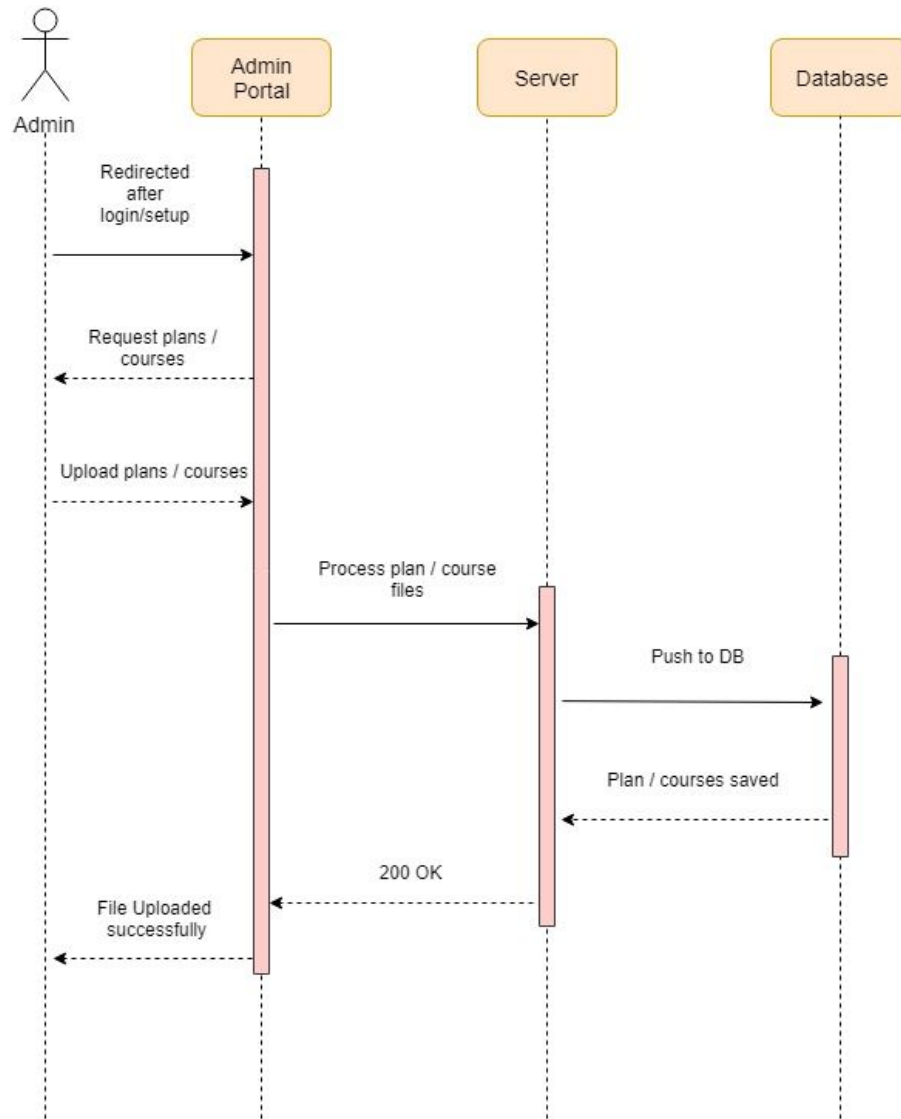 Admin
Portal
Server
Database
Admin
Redirected
after
login/setup
Request plans /
courses
Upload plans / courses
Process plan / course
files
Push to DB
Plan / courses saved
200 OK
File Uploaded
successfully